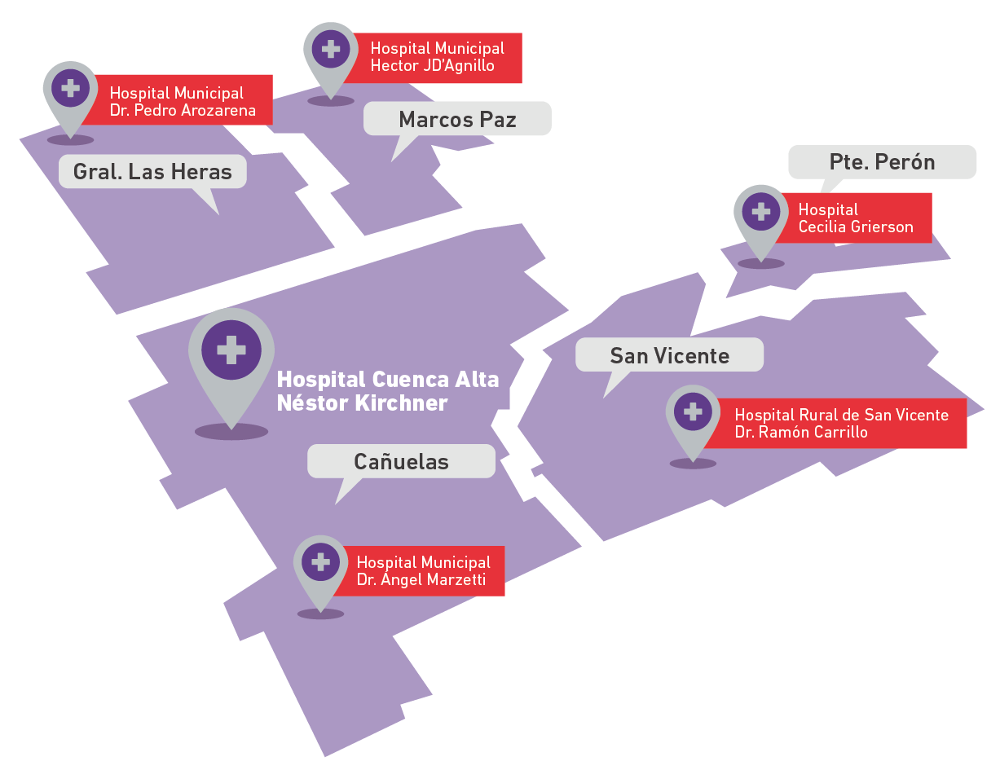 Hospital Municipal
Hector JD'Agnillo
Hospital Municipal
Dr. Pedro Arozarena
Marcos Paz
Gral. Las Heras
Pte. Perón
Hospital
Cecilia Grierson
San Vicente
Hospital Cuenca Alta
Néstor Kirchner
Hospital Rural de San Vicente
Dr. Ramón Carrillo
Cañuelas
Hospital Municipal
Dr. Ángel Marzetti